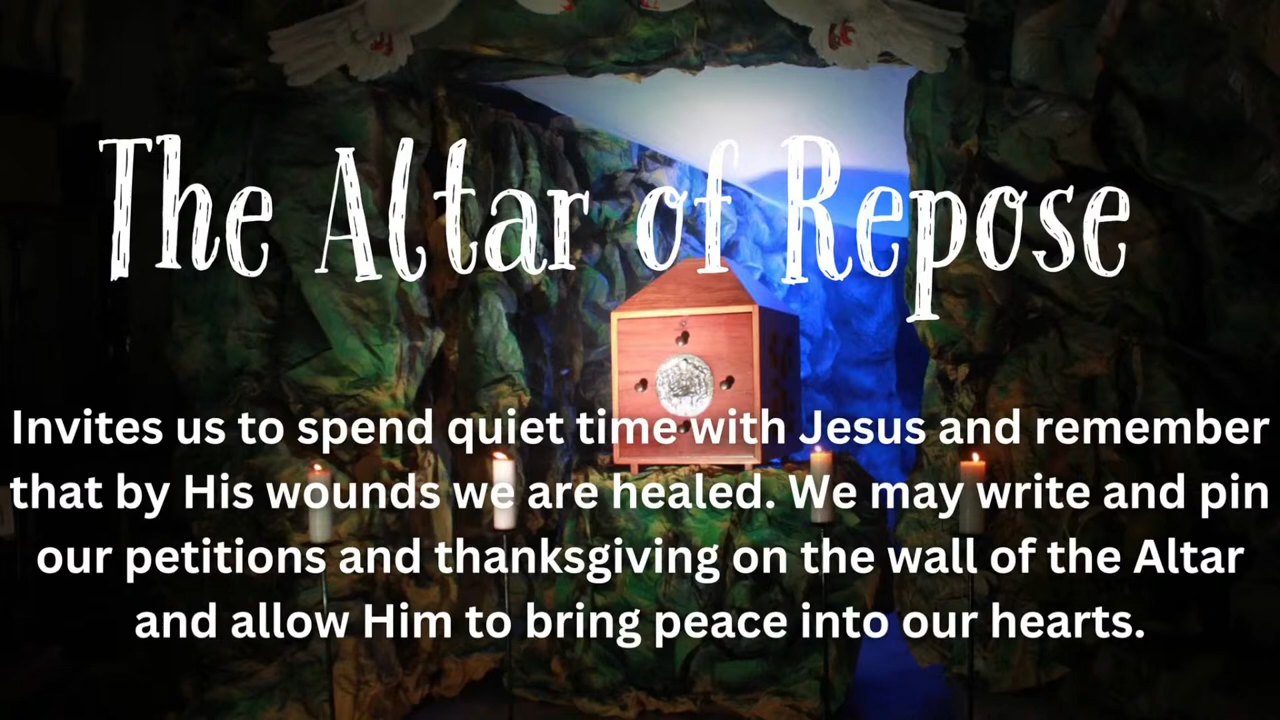 The Altar of Repose
Invites us to spend quiet time with Jesus and remember
that by His wounds we are healed. We may write and pin
our petitions and thanksgiving on the wall of the Altar
and allow Him to bring peace into our hearts.